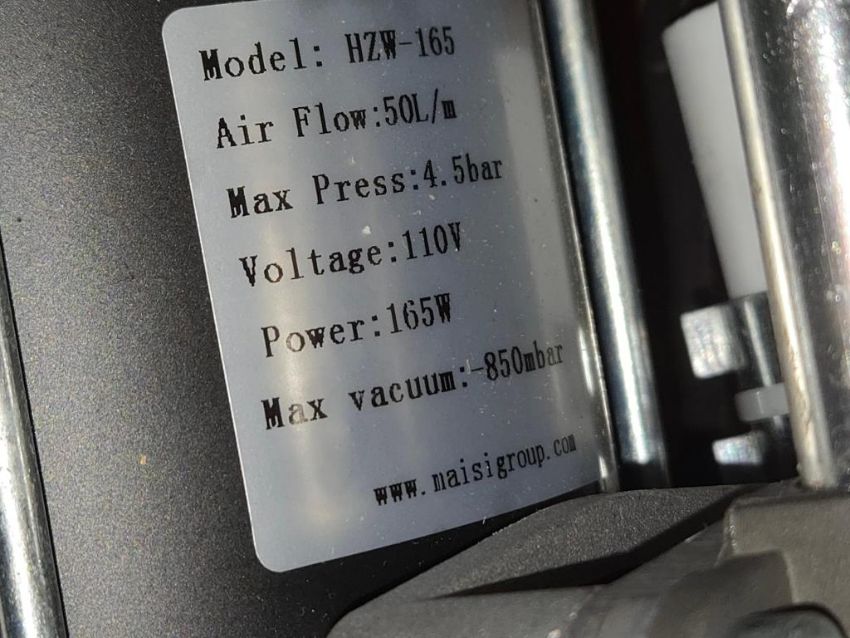 Model: HZW-165
Air Flow:50L/m
Max Press:4.5bar
Voltage:110V
Power:165W
Max vacuum:-850mbar
www.maisigroup.com